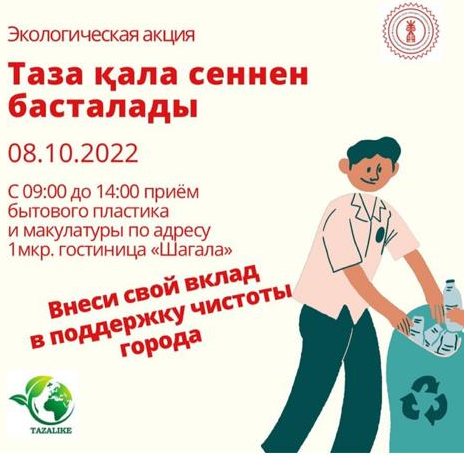 Экологическая акция
Таза қала сеннен
басталады
08.10.2022
С 09:00 до 14:00 приём
бытового пластика
и макулатуры по адресу
1мкр. гостиница «Шагала»
Внеси свой вклад
в поддержку чистоты
города
TAZALIKE